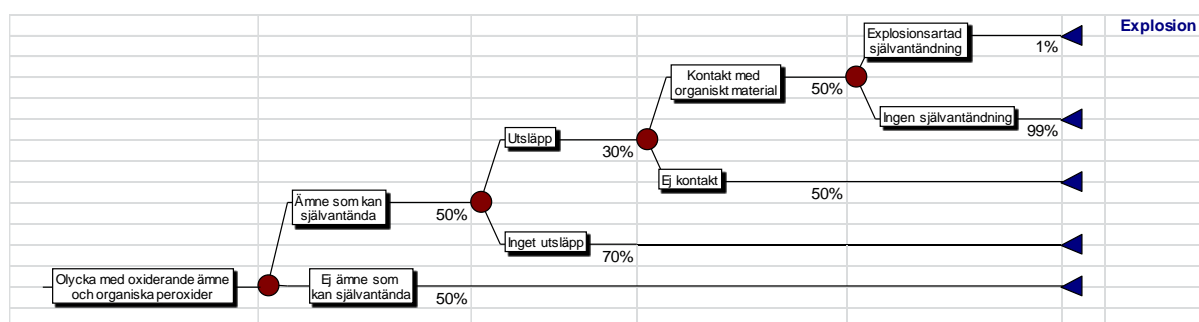 Explosion
Explosionsartad
självantändning
1%
Kontakt med
organiskt material
50%
Ingen självantändning
99%
Utsläpp
30%
Ej kontakt
50%
Ämne som kan
självantända
50%
Inget utsläpp
70%
Olycka med oxiderande ämne
och organiska peroxider
Ej ämne som
kan självantända
50%